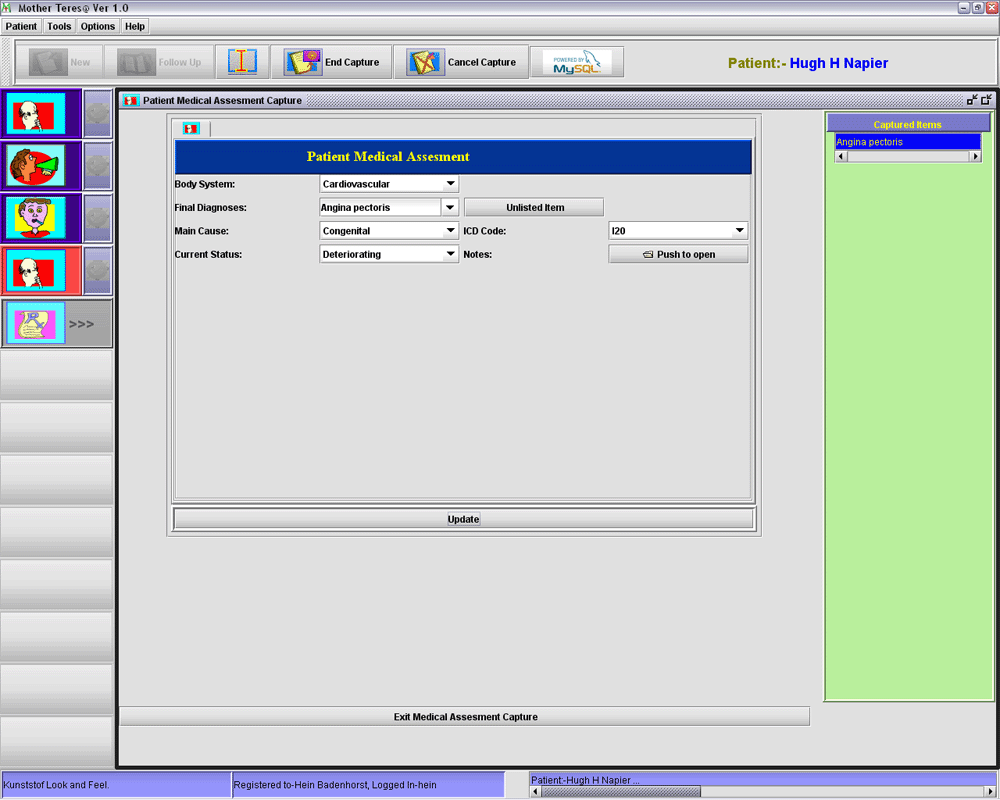 Mother Teres@ Ver 1.0
Patient Tools Options Help
New Follow Up End Capture Cancel Capture POWERED BY MySQL Patient:- Hugh H Napier
Patient Medical Assesment Capture
Captured Items
Angina pectoris
Patient Medical Assesment
Body System: Cardiovascular
Final Diagnoses: Angina pectoris Unlisted Item
Main Cause: Congenital ICD Code: I20
Current Status: Deteriorating Notes: Push to open
>>>
Update
Exit Medical Assesment Capture
Kunststof Look and Feel. Registered to-Hein Badenhorst, Logged In-hein Patient:-Hugh H Napier ...